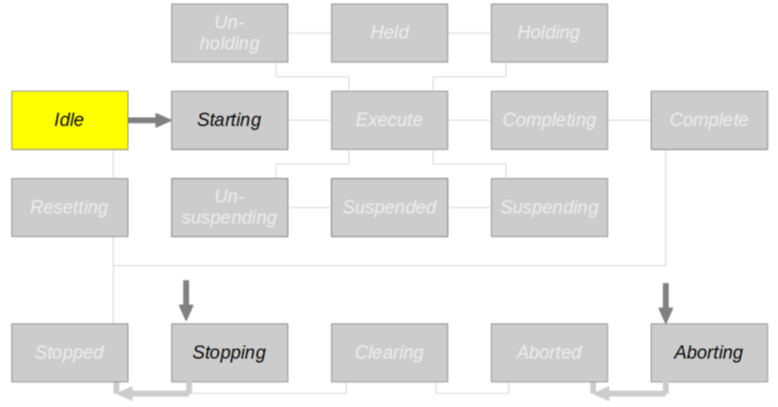 Un-
holding
Held
Holding
Idle
Starting
Execute
Completing
Complete
Resetting
Un-
suspending
Suspended
Suspending
Stopped
Stopping
Clearing
Aborted
Aborting